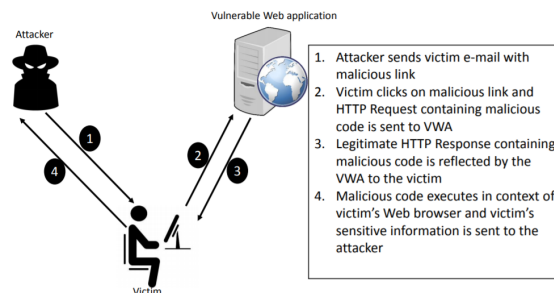 Vulnerable Web application
Attacker
1. Attacker sends victim e-mail with
malicious link
2. Victim clicks on malicious link and
HTTP Request containing malicious
code is sent to VWA
3. Legitimate HTTP Response containing
malicious code is reflected by the
VWA to the victim
4. Malicious code executes in context of
victim's Web browser and victim's
sensitive information is sent to the
attacker
1
2
4
3
Victim